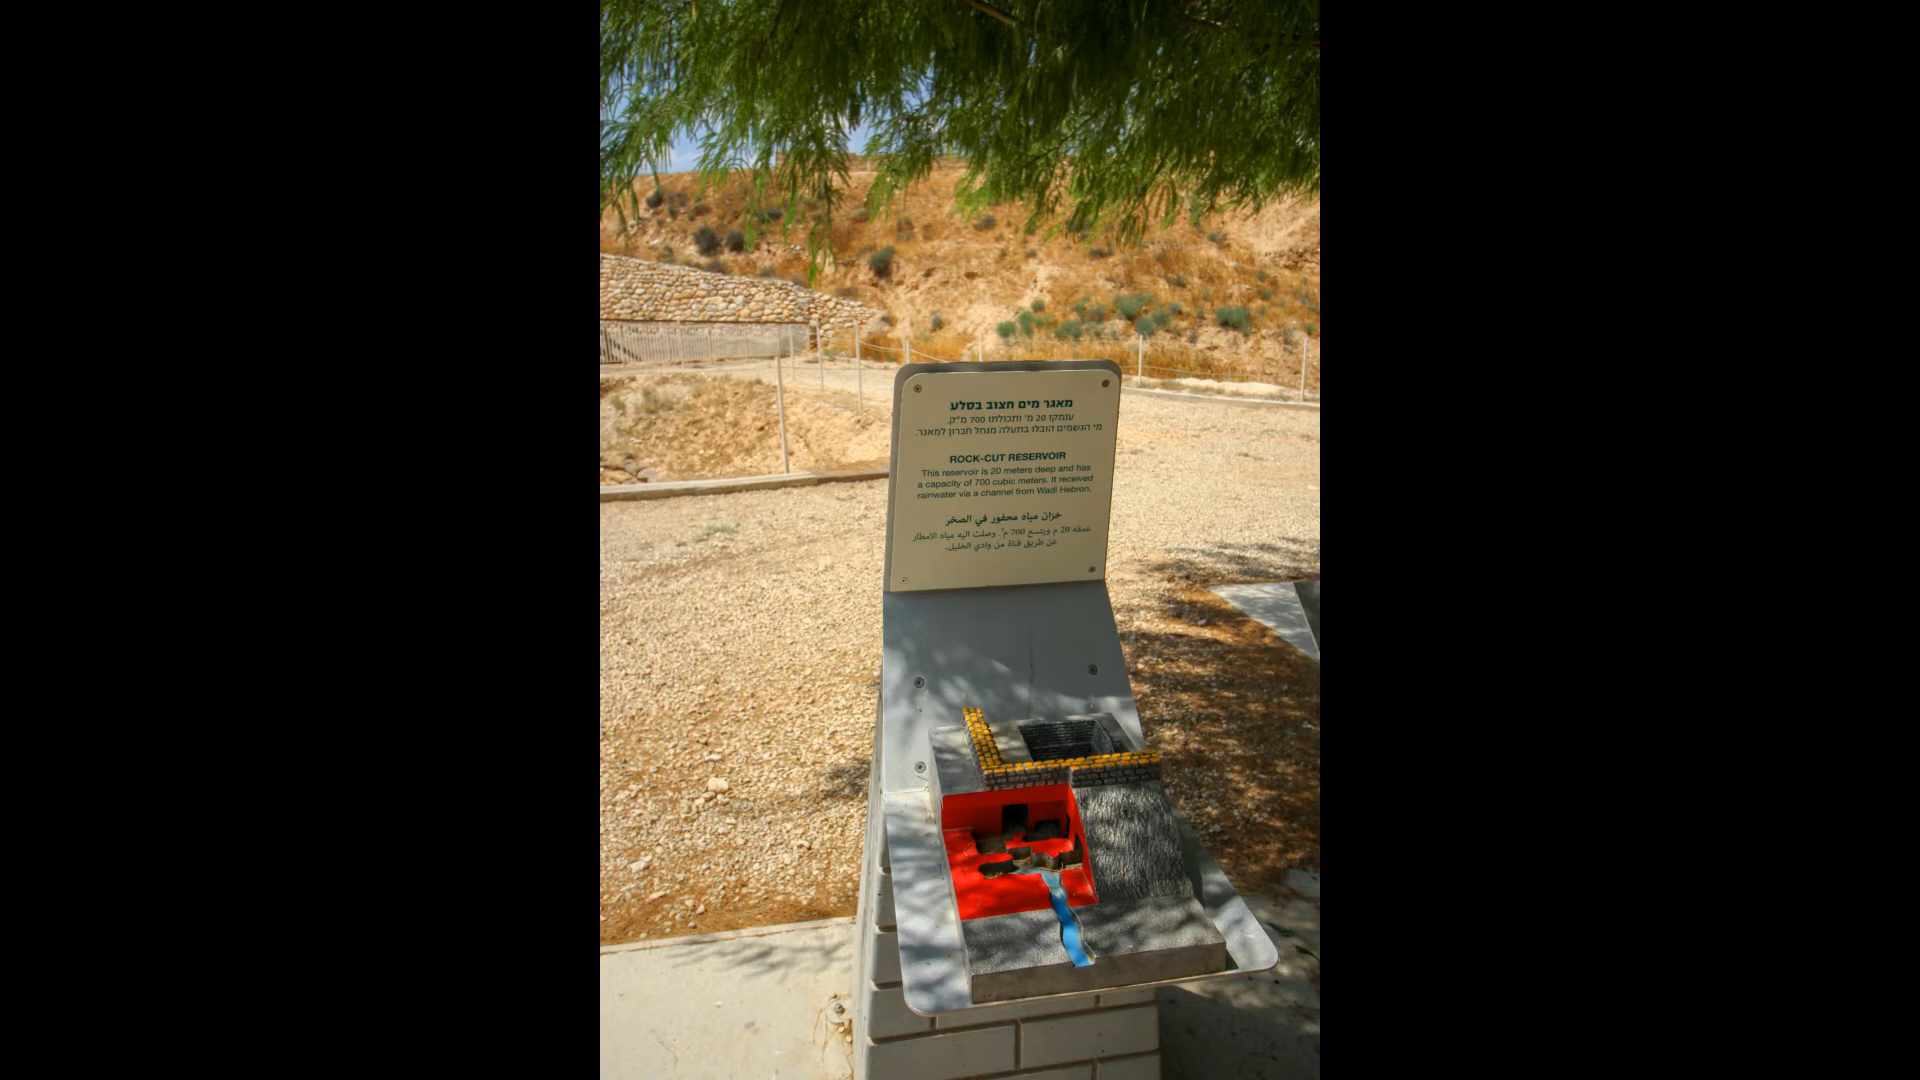 מאגר מים חצוב בסלע
עומקו 20 מ' ותכולתו 700 מ"ק.
מי הגשמים הובלו בתעלה מנחל חברון למאגר.
ROCK-CUT RESERVOIR
This reservoir is 20 meters deep and has
a capacity of 700 cubic meters. It received
rainwater via a channel from Wadi Hebron.
خزان مياه محفور في الصخر
عمقه 20 م ويتسع 700 م³. وصلت اليه مياه الامطار
عن طريق قناة من وادي الخليل.